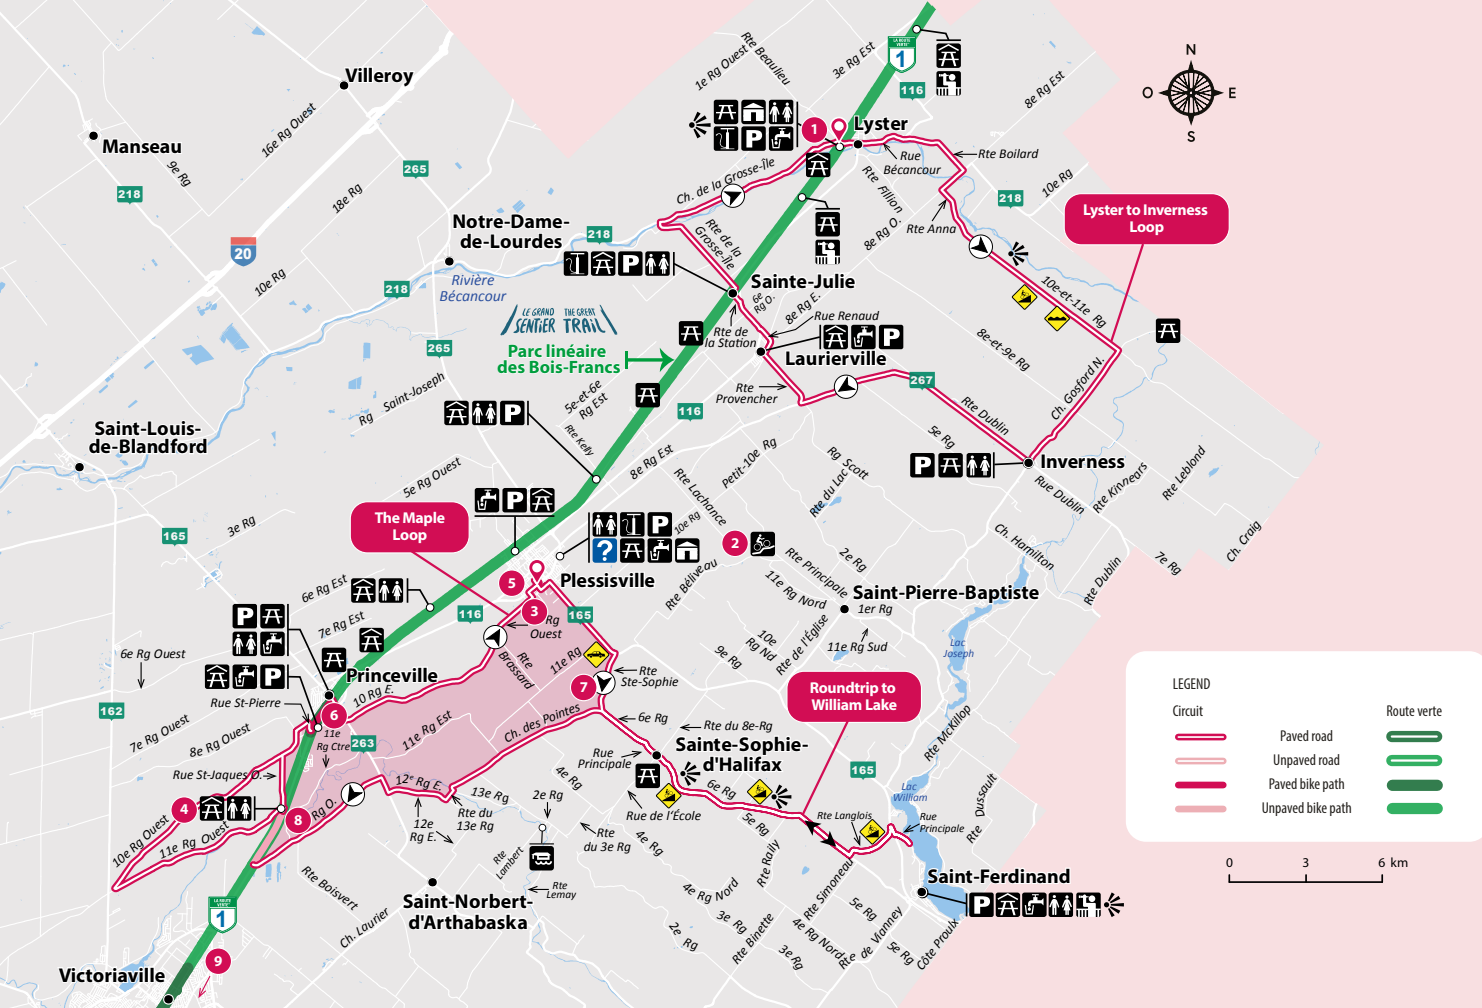 Villeroy
Manseau
16e Rg Ouest
9e Rg
218
265
18e Rg
20
10e Rg
Notre-Dame-
de-Lourdes
218
218
Rivière
Bécancour
265
Rte Beaulieu
1e Rg Ouest
3e Rg Est
LA ROUTE
VERTE
1
116
8e Rg Est
N
O
E
S
1
Lyster
Rue
Bécancour
Rte Boilard
10e Rg
218
Ch. de la Grosse-Île
Rte Fillion
8e Rg O.
Rte Anna
Lyster to Inverness
Loop
Rte de la
Grosse-Île
Sainte-Julie
6e
Rg O.
8e Rg E.
Rue Renaud
Rte de
la Station
Laurierville
Rte
Provencher
10e-et-11e Rg
8e-et-9e Rg
Ch. Gosford N.
267
Rte Dublin
5e Rg
Inverness
LE GRAND
SENTIER
THE GREAT
TRAIL
Parc linéaire
des Bois-Francs
5e-et-6e
Rg Est
Rte Kelly
116
Rg Saint-Joseph
Saint-Louis-
de-Blandford
5e Rg Ouest
3e Rg
165
8e Rg Est
Rte Lachance
Petit-10e Rg
Rg Scott
Rte du Lac
Rue Dublin
Rte Kinnears
Rte Leblond
Ch. Craig
Ch. Hamilton
Rte Dublin
7e Rg
The Maple
Loop
?
10e Rg
2
Rte Béliveau
Rte Principale
2e Rg
11e Rg Nord
Saint-Pierre-Baptiste
1er Rg
11e Rg Sud
Rte de l'Église
10e
Rg Nd
9e Rg
Lac
Joseph
5
Plessisville
3
165
6e Rg Est
116
7e Rg Est
Rg
Ouest
Rte
Brossard
11e Rg
Rte
Ste-Sophie
7
6e Rg Ouest
Princeville
Rue St-Pierre
10 Rg E.
6
162
7e Rg Ouest
8e Rg Ouest
11e
Rg Ctre
263
11e Rg Est
Ch. des Pointes
6e Rg
Rte du 8e-Rg
Roundtrip to
William Lake
Rue
Principale
Sainte-Sophie-
d'Halifax
Rue St-Jaques O.
4
8
Rg O.
12e Rg E.
10e Rg Ouest
11e Rg Ouest
12e
Rg E.
Rte du
13e Rg
13e Rg
4e Rg
2e Rg
Rte
du 3e Rg
Rue de l'École
6e Rg
5e Rg
4e Rg
165
Rte McKillop
Lac
William
Rte Langlois
Rue
Principale
Rte Dussault
Rte Boisvert
Ch. Laurier
Saint-Norbert-
d'Arthabaska
Rte
Lambert
Rte
Lemay
Rte Raily
4e Rg Nord
3e Rg
2e Rg
Rte Binette
3e Rg
Rte Simoneau
4e Rg Nord
5e Rg
Rte de Vianney
5e Rg
Côte Proulx
Saint-Ferdinand
LA ROUTE
VERTE
1
9
Victoriaville
LEGEND
Circuit
Route verte
Paved road
Unpaved road
Paved bike path
Unpaved bike path
0
3
6 km